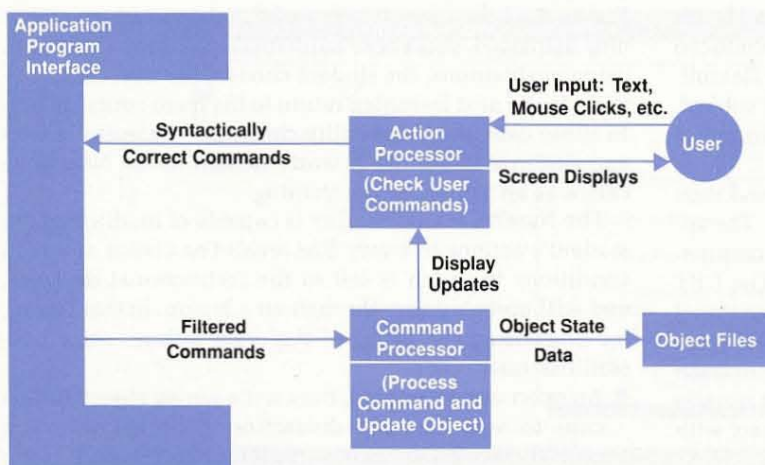 Application
Program
Interface
User Input: Text,
Mouse Clicks, etc.
Syntactically
Correct Commands
Action
Processor
(Check User
Commands)
User
Screen Displays
Display
Updates
Filtered
Commands
Command
Processor
(Process
Command and
Update Object)
Object State
Data
Object Files